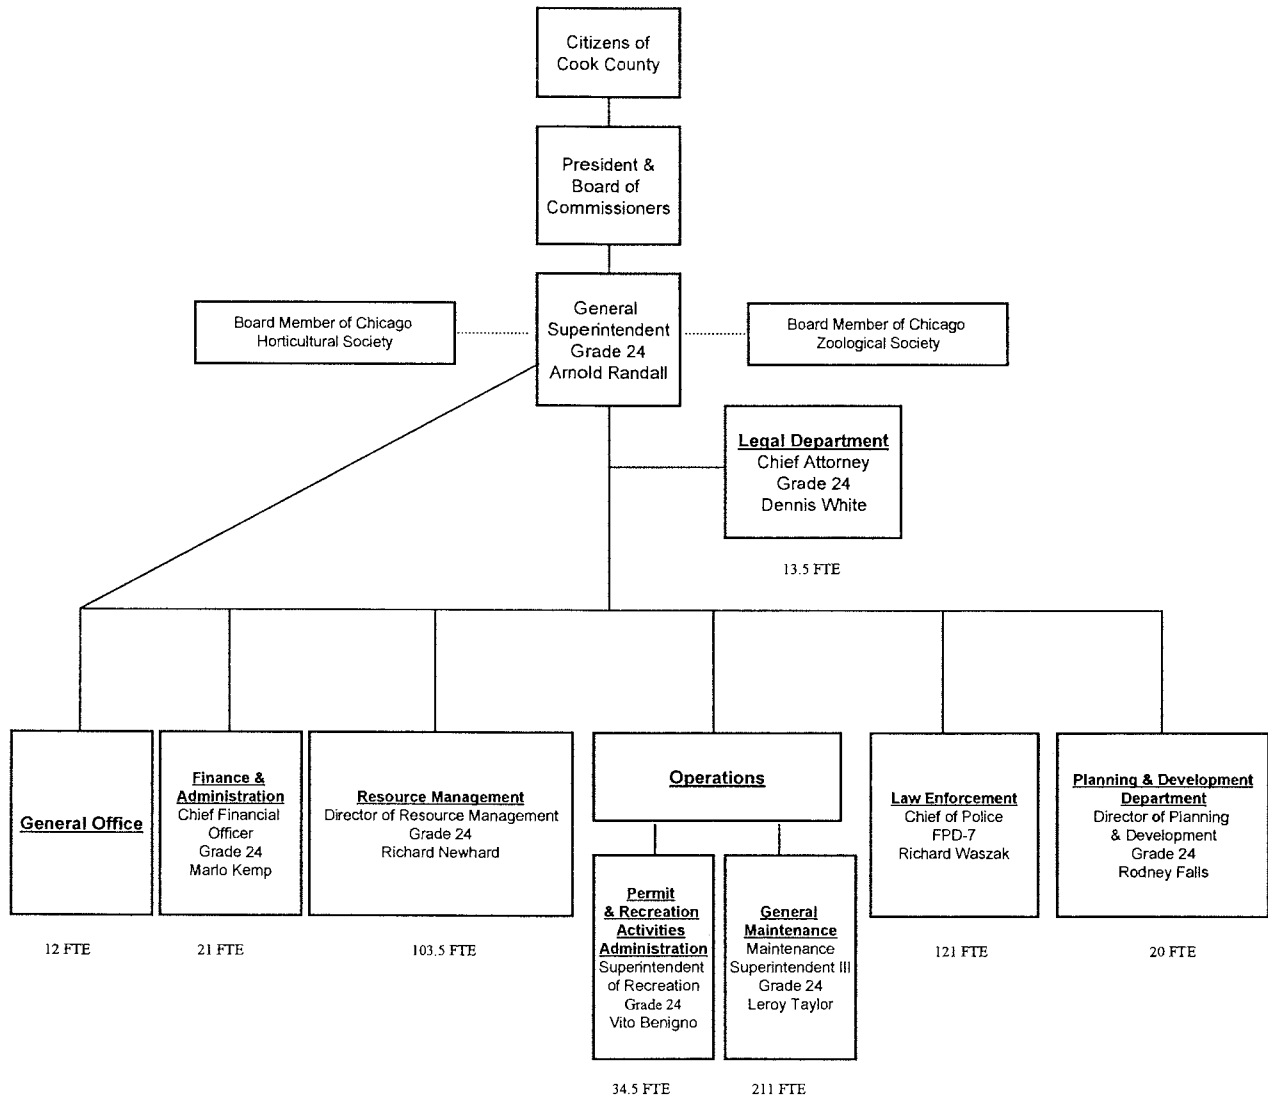 Citizens of
Cook County
President &
Board of
Commissioners
General
Superintendent
Grade 24
Arnold Randall
Board Member of Chicago
Horticultural Society
Board Member of Chicago
Zoological Society
Legal Department
Chief Attorney
Grade 24
Dennis White
13.5 FTE
General Office
12 FTE
Finance &
Administration
Chief Financial
Officer
Grade 24
Marlo Kemp
21 FTE
Resource Management
Director of Resource Management
Grade 24
Richard Newhard
103.5 FTE
Operations
Permit
& Recreation
Activities
Administration
Superintendent
of Recreation
Grade 24
Vito Benigno
34.5 FTE
General
Maintenance
Maintenance
Superintendent III
Grade 24
Leroy Taylor
211 FTE
Law Enforcement
Chief of Police
FPD-7
Richard Waszak
121 FTE
Planning & Development
Department
Director of Planning
& Development
Grade 24
Rodney Falls
20 FTE